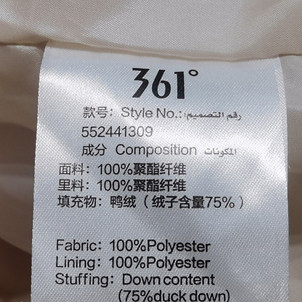 361°
款号: Style No.: رقم التصميم:
552441309
成分 Composition المكونات
面料: 100%聚酯纤维
里料: 100%聚酯纤维
填充物: 鸭绒（绒子含量75%）
Fabric: 100%Polyester
Lining: 100%Polyester
Stuffing: Down content
(75%duck down)